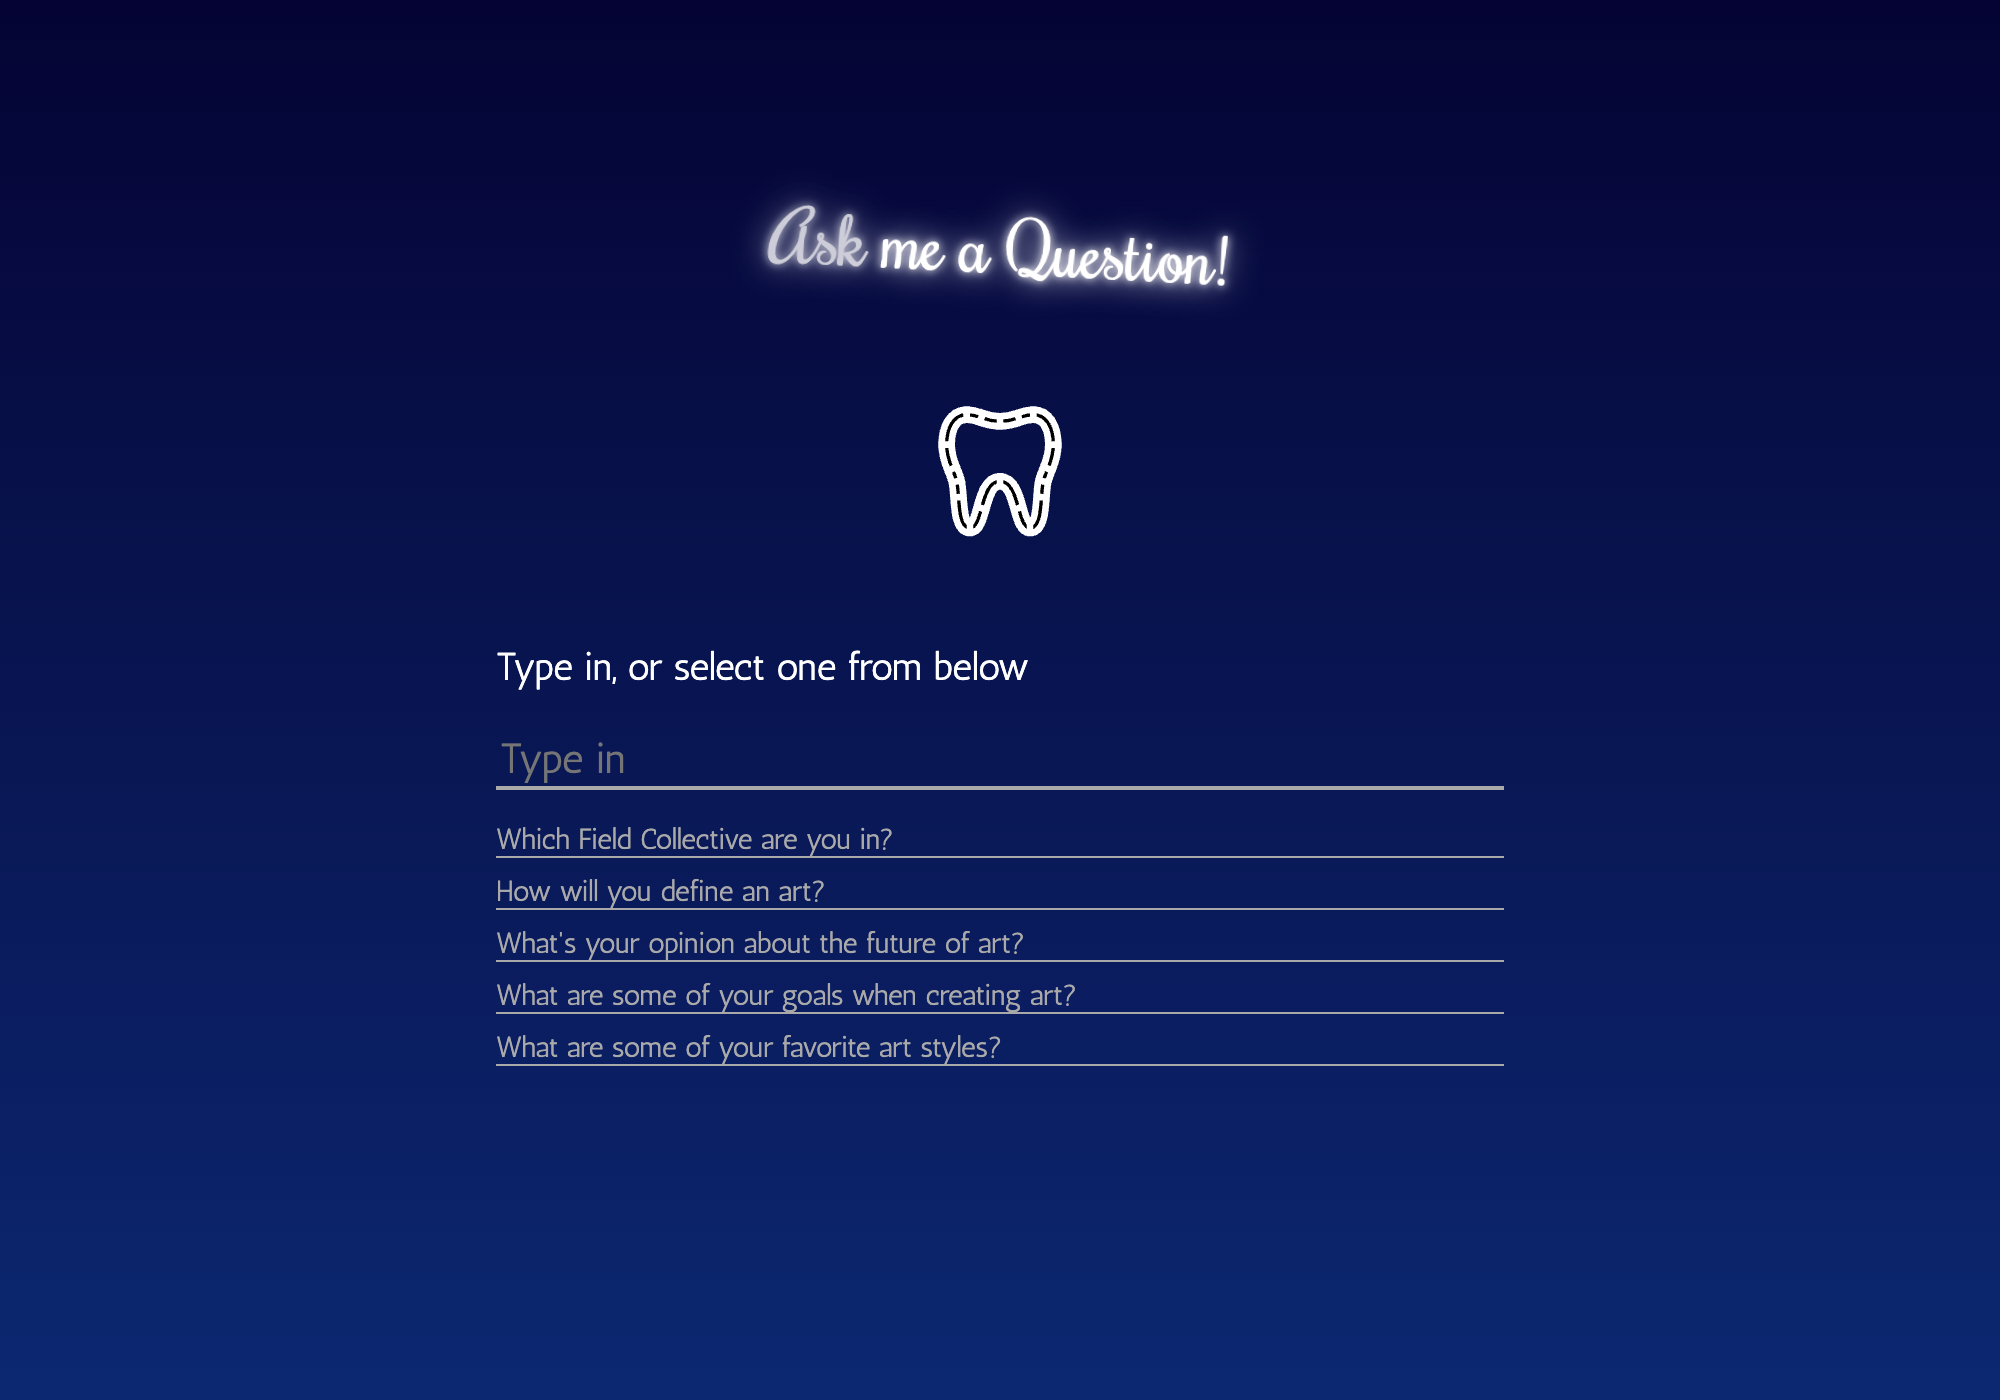 Ask me a Question!
Type in, or select one from below
Type in
Which Field Collective are you in?
How will you define an art?
What's your opinion about the future of art?
What are some of your goals when creating art?
What are some of your favorite art styles?